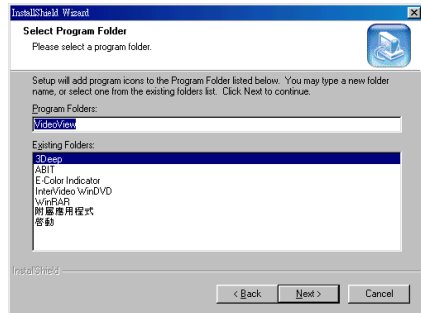 InstallShield Wizard
Select Program Folder
Please select a program folder.
Setup will add program icons to the Program Folder listed below. You may type a new folder
name, or select one from the existing folders list. Click Next to continue.
Program Folders:
VideoView
Existing Folders:
3Deep
ABIT
E-Color Indicator
InterVideo WinDVD
WinRAR
附屬應用程式
啓動
InstallShield
< Back
Next >
Cancel